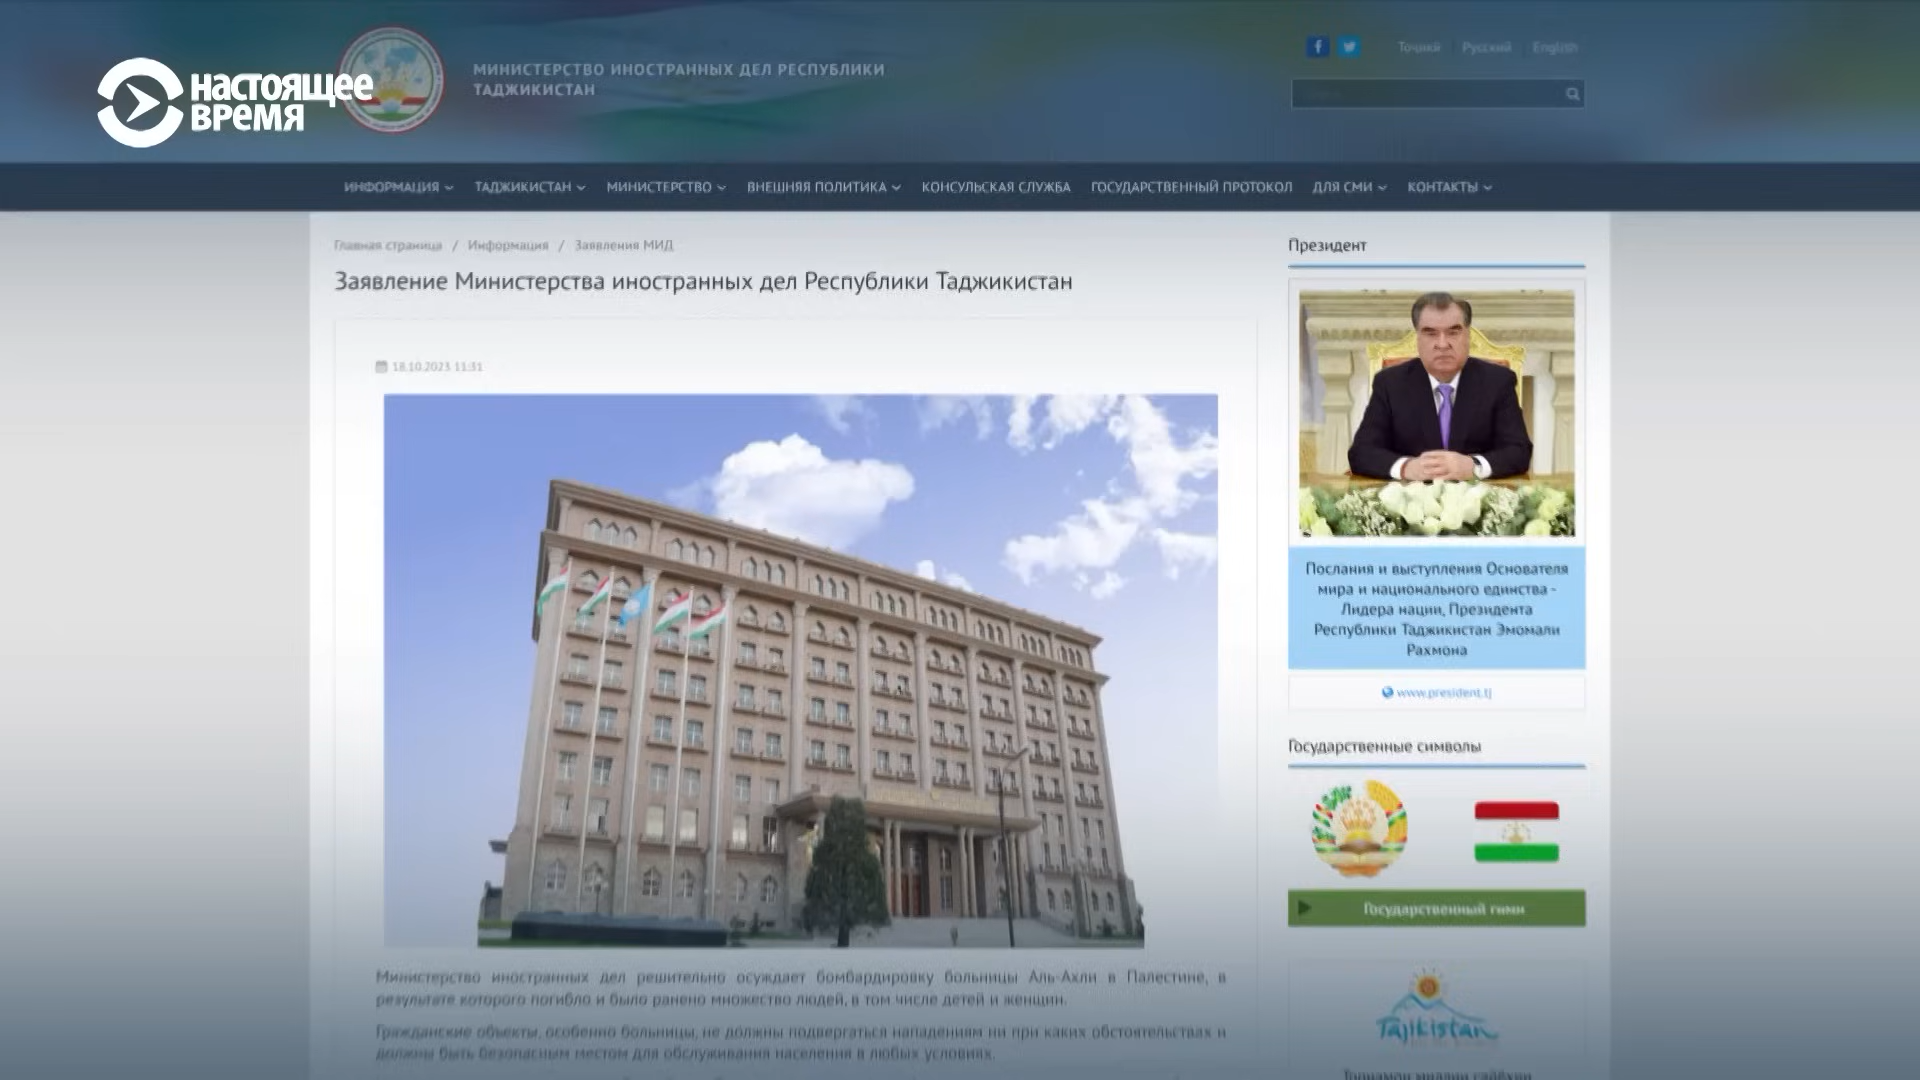 НАСТОЯЩЕЕ
ВРЕМЯ
МИНИСТЕРСТВО ИНОСТРАННЫХ ДЕЛ РЕСПУБЛИКИ
ТАДЖИКИСТАН
Тоҷикӣ Русский English
ИНФОРМАЦИЯ ТАДЖИКИСТАН МИНИСТЕРСТВО ВНЕШНЯЯ ПОЛИТИКА КОНСУЛЬСКАЯ СЛУЖБА ГОСУДАРСТВЕННЫЙ ПРОТОКОЛ ДЛЯ СМИ КОНТАКТЫ
Главная страница / Информация / Заявления МИД
Заявление Министерства иностранных дел Республики Таджикистан
18.10.2023 11:31
Министерство иностранных дел решительно осуждает бомбардировку больницы Аль-Ахли в Палестине, в
результате которого погибло и было ранено множество людей, в том числе детей и женщин.
Гражданские объекты, особенно больницы, не должны подвергаться нападениям ни при каких обстоятельствах и
должны быть безопасным местом для обслуживания населения в любых условиях.
Президент
Послания и выступления Основателя
мира и национального единства -
Лидера нации, Президента
Республики Таджикистан Эмомали
Рахмона
www.president.tj
Государственные символы
Государственный гимн
Tajikistan